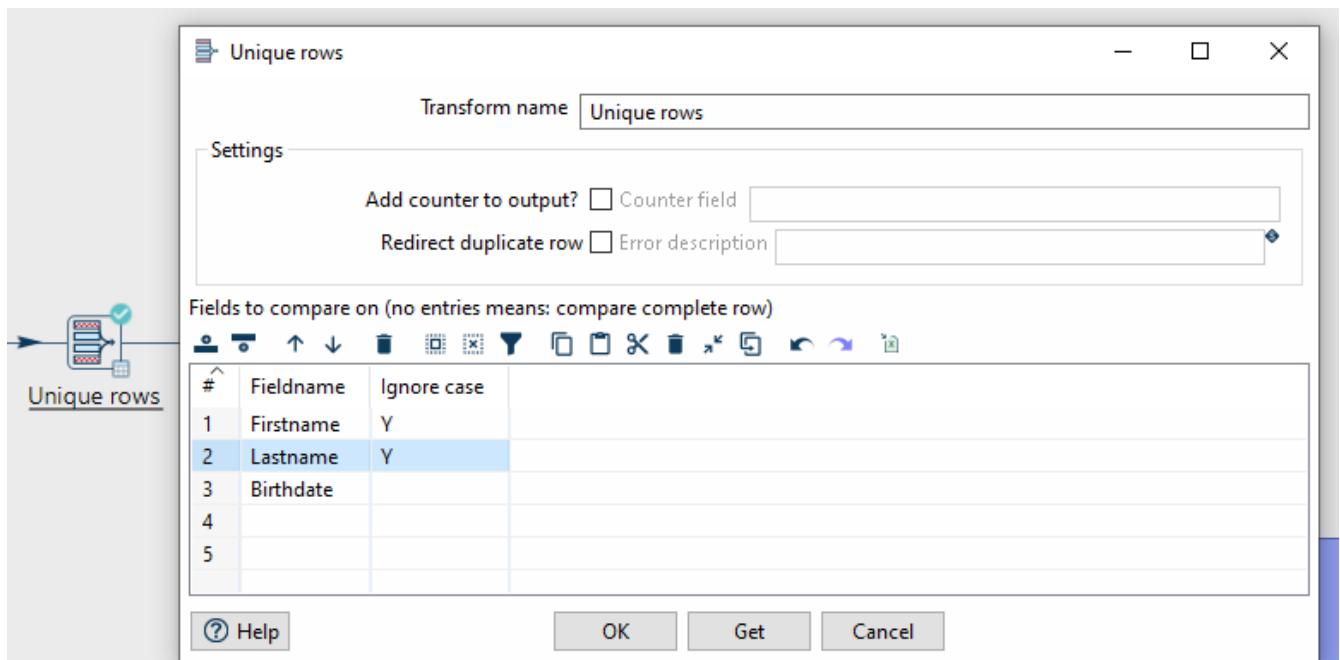 Unique rows
Transform name Unique rows
Settings
Add counter to output? Counter field
Redirect duplicate row Error description
Fields to compare on (no entries means: compare complete row)
# Fieldname Ignore case
1 Firstname Y
2 Lastname Y
3 Birthdate
4
5
Unique rows
Help OK Get Cancel